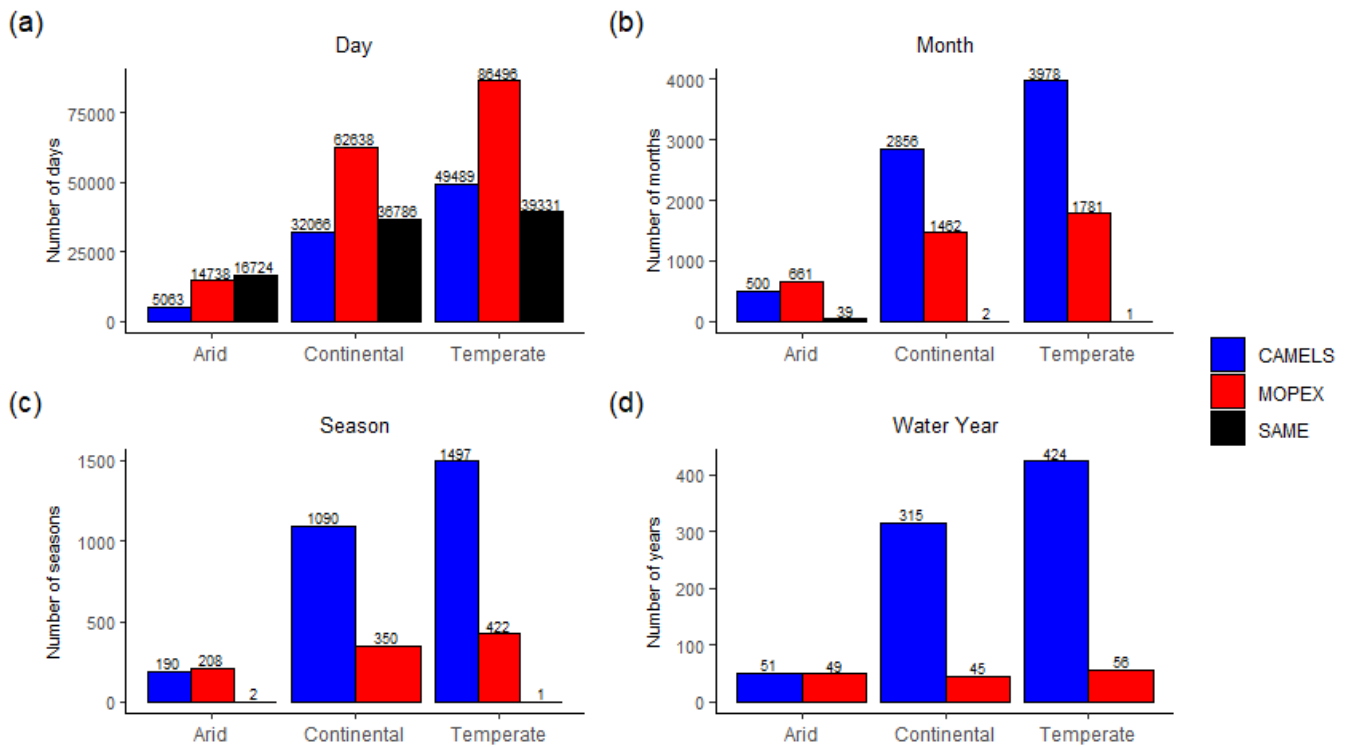 (a)
Day
Number of days
75000
50000
25000
0
5063
14738
16724
32066
62638
36786
49489
86496
39331
Arid
Continental
Temperate
(b)
Month
Number of months
4000
3000
2000
1000
0
500
661
39
2856
1462
2
3978
1781
1
Arid
Continental
Temperate
(c)
Season
Number of seasons
1500
1000
500
0
190
208
2
1090
350
1497
422
1
Arid
Continental
Temperate
(d)
Water Year
Number of years
400
300
200
100
0
51
49
315
45
424
56
Arid
Continental
Temperate
CAMELS
MOPEX
SAME